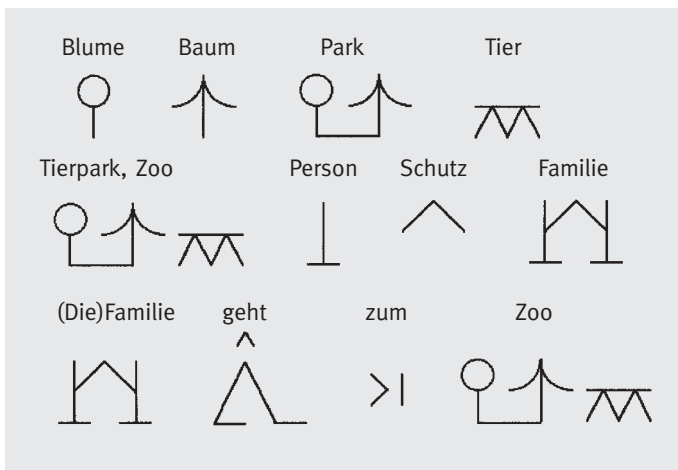 Blume Baum Park Tier
Tierpark, Zoo Person Schutz Familie
(Die)Familie geht zum Zoo